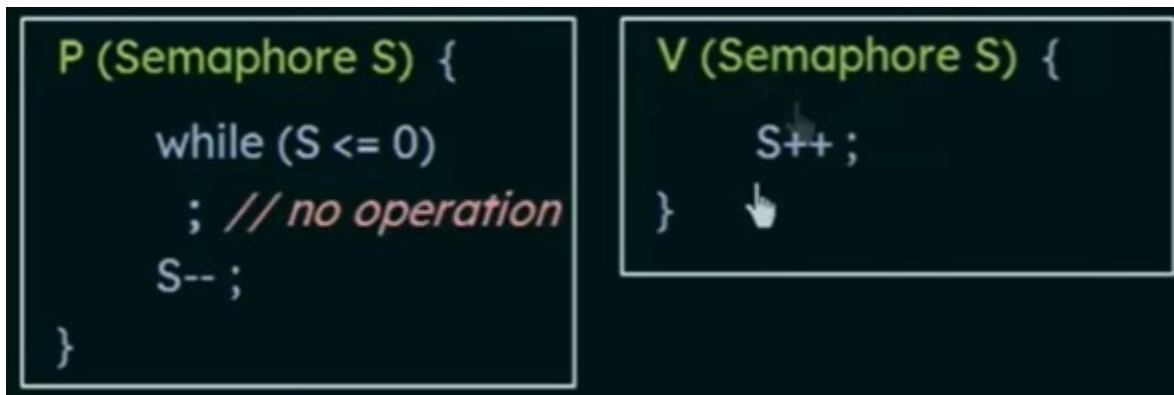 P (Semaphore S) {
while (S <= 0)
; // no operation
S-- ;
}
V (Semaphore S) {
S++ ;
}